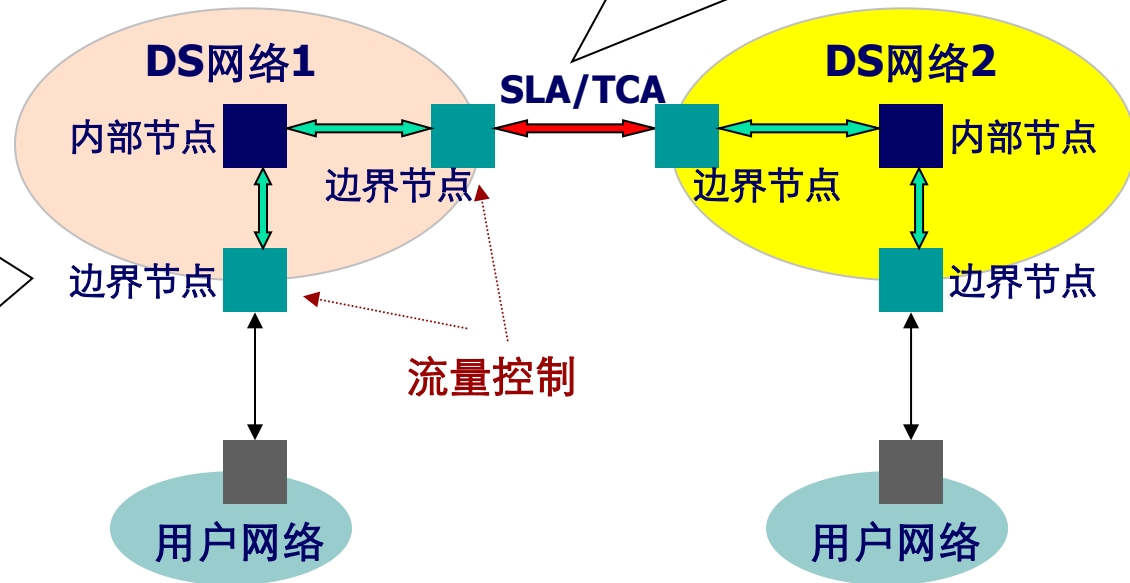 DS网络1
DS网络2
SLA/TCA
内部节点
内部节点
边界节点
边界节点
边界节点
边界节点
流量控制
用户网络
用户网络